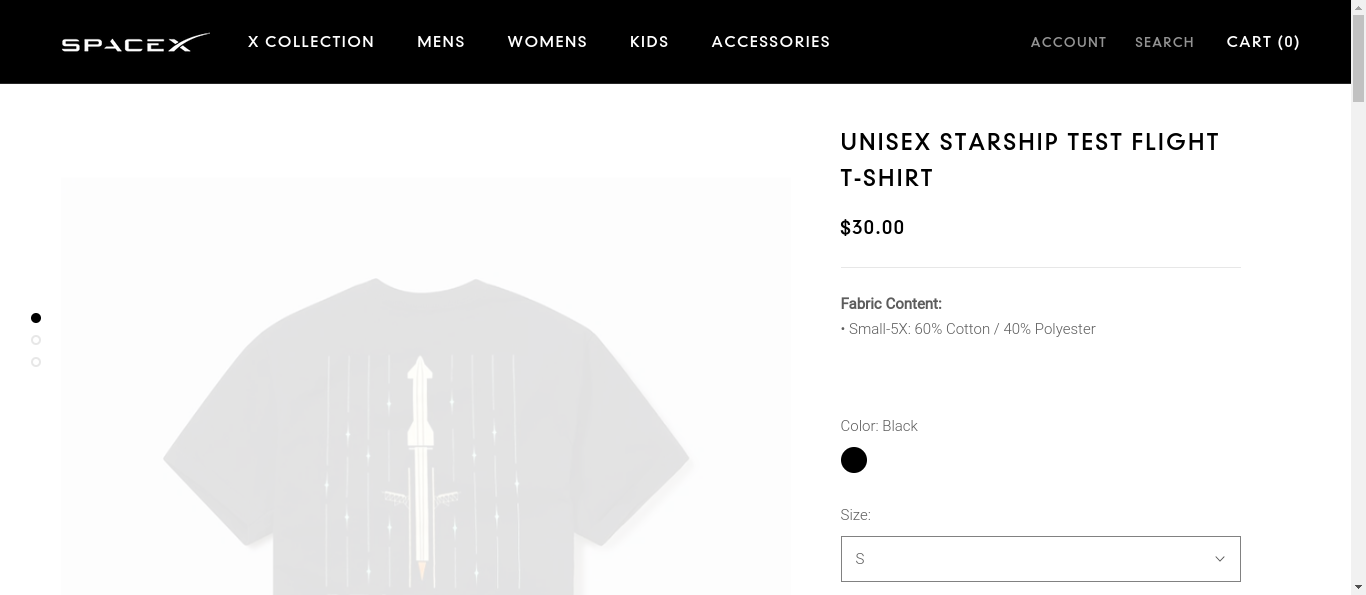 SPACEX
X COLLECTION
MENS
WOMENS
KIDS
ACCESSORIES
ACCOUNT
SEARCH
CART (0)
UNISEX STARSHIP TEST FLIGHT
T-SHIRT
$30.00
Fabric Content:
• Small-5X: 60% Cotton / 40% Polyester
Color: Black
Size:
S